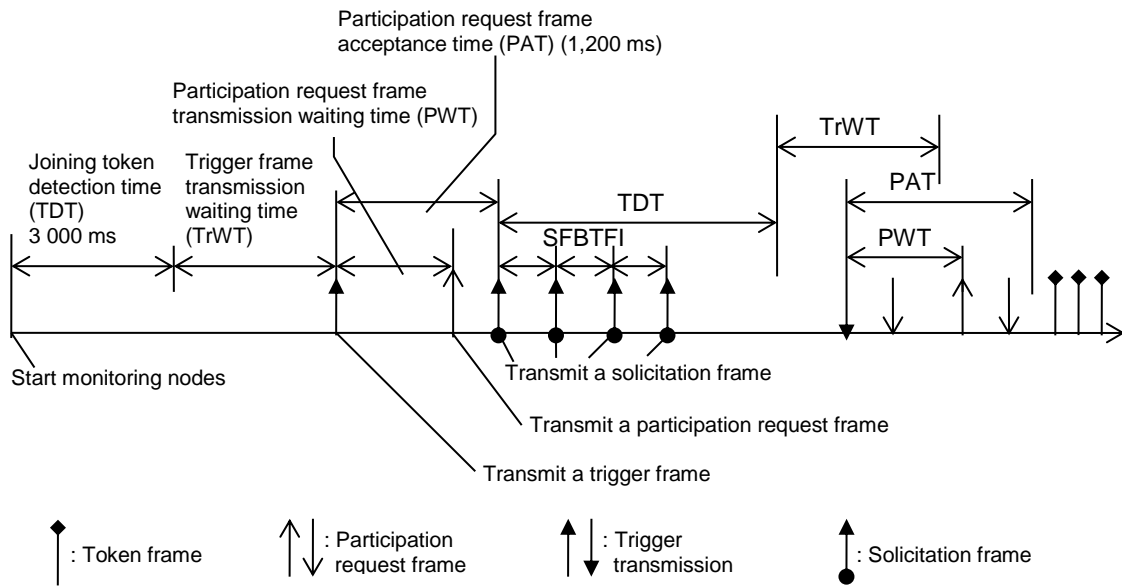 Participation request frame
acceptance time (PAT) (1,200 ms)
Participation request frame
transmission waiting time (PWT)
TrWT
Joining token
detection time
(TDT)
3 000 ms
Trigger frame
transmission
waiting time
(TrWT)
TDT
PAT
SFBTFI
PWT
Start monitoring nodes
Transmit a solicitation frame
Transmit a participation request frame
Transmit a trigger frame
: Token frame
: Participation
request frame
: Trigger
transmission
: Solicitation frame